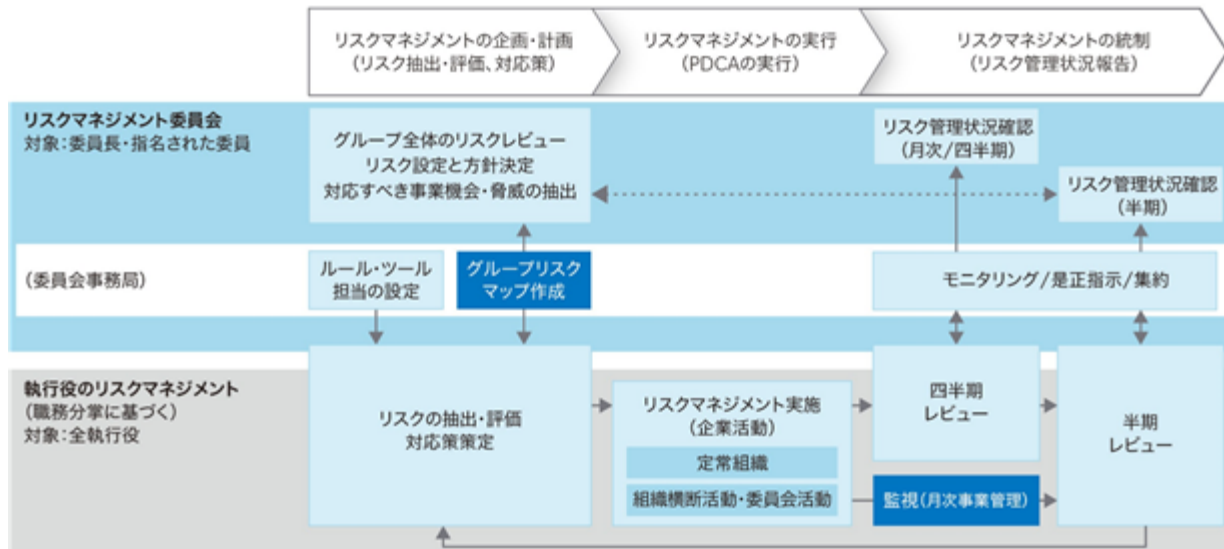 リスクマネジメントの企画・計画
(リスク抽出・評価、対応策)
リスクマネジメントの実行
(PDCAの実行)
リスクマネジメントの統制
(リスク管理状況報告)
リスクマネジメント委員会
対象：委員長・指名された委員
グループ全体のリスクレビュー
リスク設定と方針決定
対応すべき事業機会・脅威の抽出
リスク管理状況確認
(月次/四半期)
リスク管理状況確認
(半期)
(委員会事務局)
ルール・ツール
担当の設定
グループリスク
マップ作成
モニタリング/是正指示/集約
執行役のリスクマネジメント
(職務分掌に基づく)
対象：全執行役
リスクの抽出・評価
対応策策定
リスクマネジメント実施
(企業活動)
定常組織
組織横断活動・委員会活動
四半期
レビュー
監視(月次事業管理)
半期
レビュー